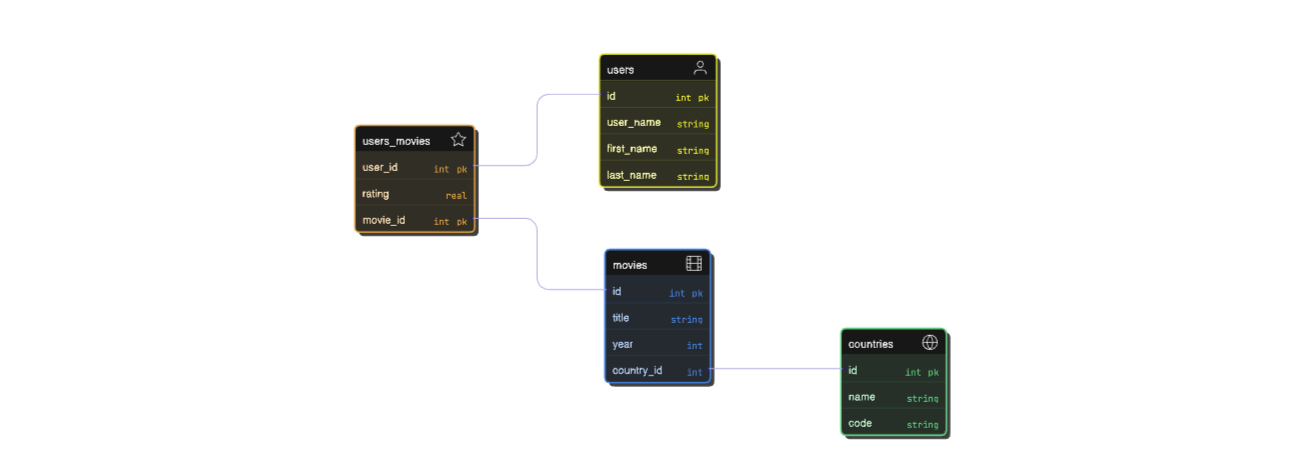 users
id int pk
user_name string
first_name string
last_name string
users_movies
user_id int pk
rating real
movie_id int pk
movies
id int pk
title string
year int
country_id int
countries
id int pk
name string
code string